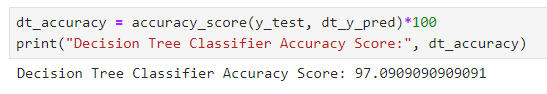 dt_accuracy = accuracy_score(y_test, dt_y_pred)*100
print("Decision Tree Classifier Accuracy Score:", dt_accuracy)
Decision Tree Classifier Accuracy Score: 97.0909090909091